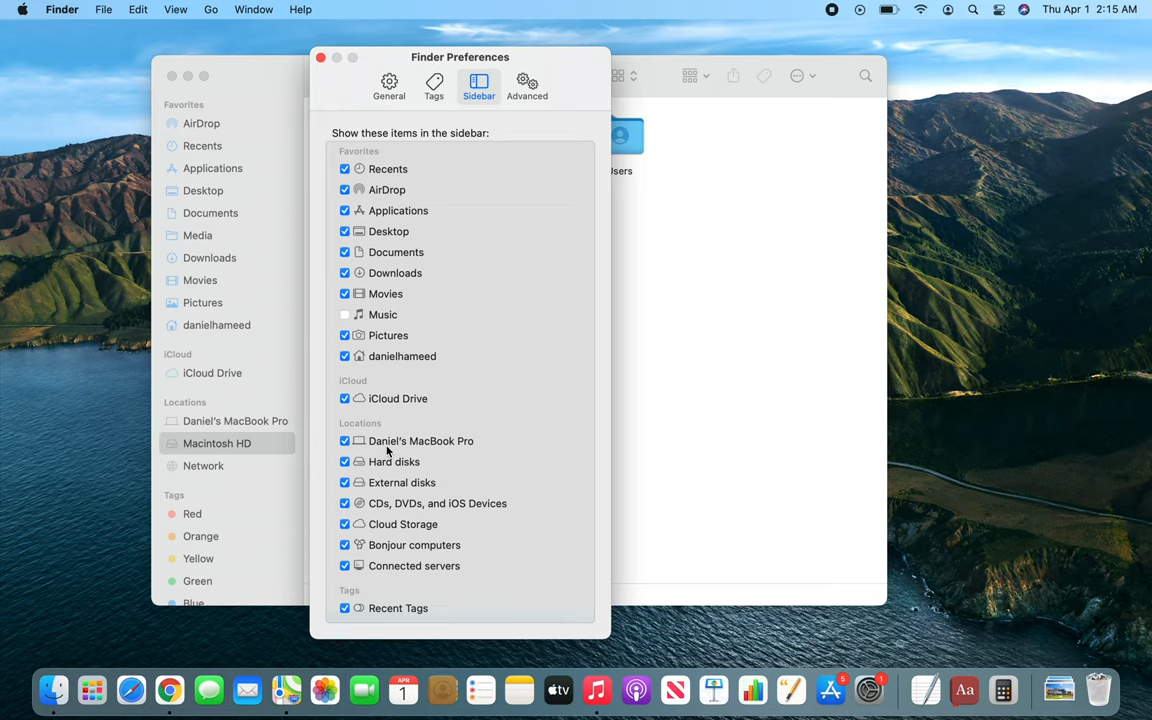 Finder File Edit View Go Window Help Thu Apr 1 2:15 AM
Finder Preferences
General Tags Sidebar Advanced
Favorites
AirDrop
Recents
Applications
Desktop
Documents
Media
Downloads
Movies
Pictures
danielhameed
iCloud
iCloud Drive
Locations
Daniel's MacBook Pro
Macintosh HD
Network
Tags
Red
Orange
Yellow
Green
Blue
Show these items in the sidebar:
Favorites
Recents
AirDrop
Applications
Desktop
Documents
Downloads
Movies
Music
Pictures
danielhameed
iCloud
iCloud Drive
Locations
Daniel's MacBook Pro
Hard disks
External disks
CDs, DVDs, and iOS Devices
Cloud Storage
Bonjour computers
Connected servers
Tags
Recent Tags
Users
APR
1
tv
5
1
Aa